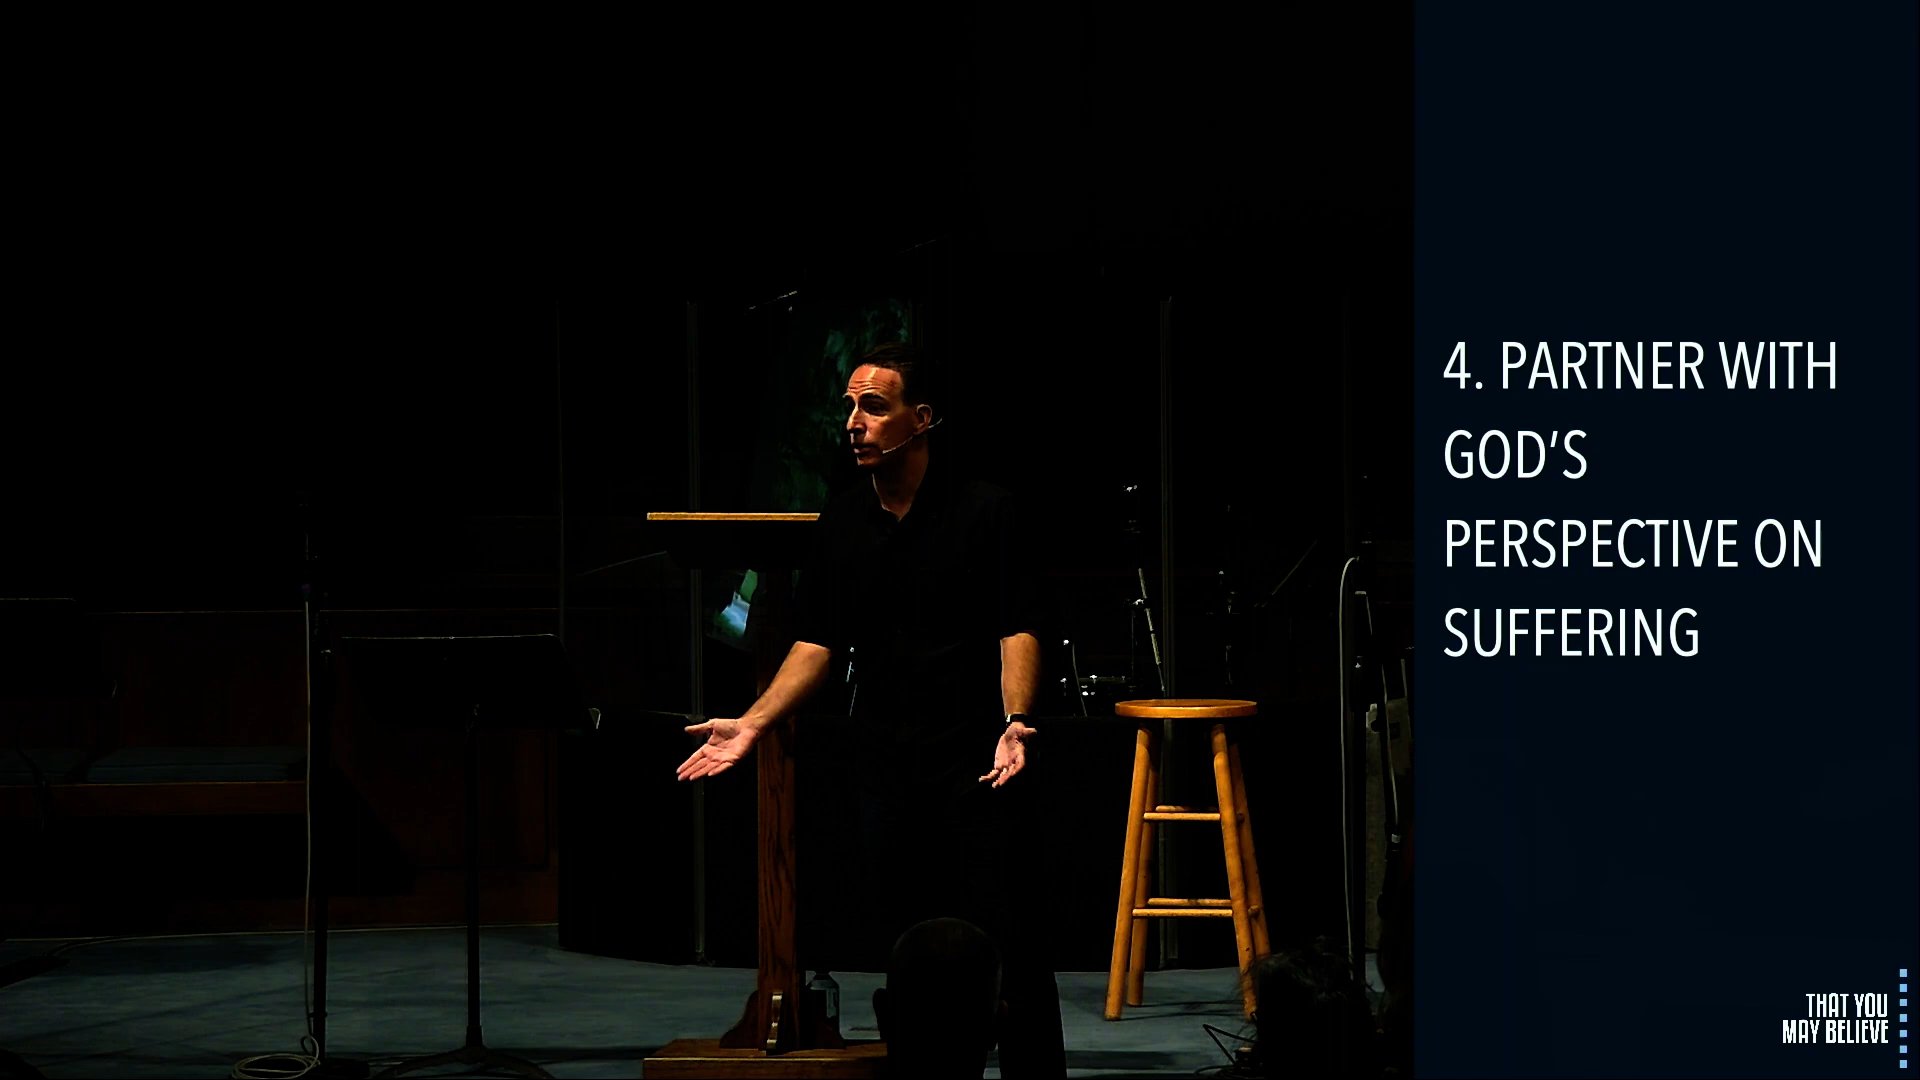 4. PARTNER WITH
GOD'S
PERSPECTIVE ON
SUFFERING
THAT YOU
MAY BELIEVE